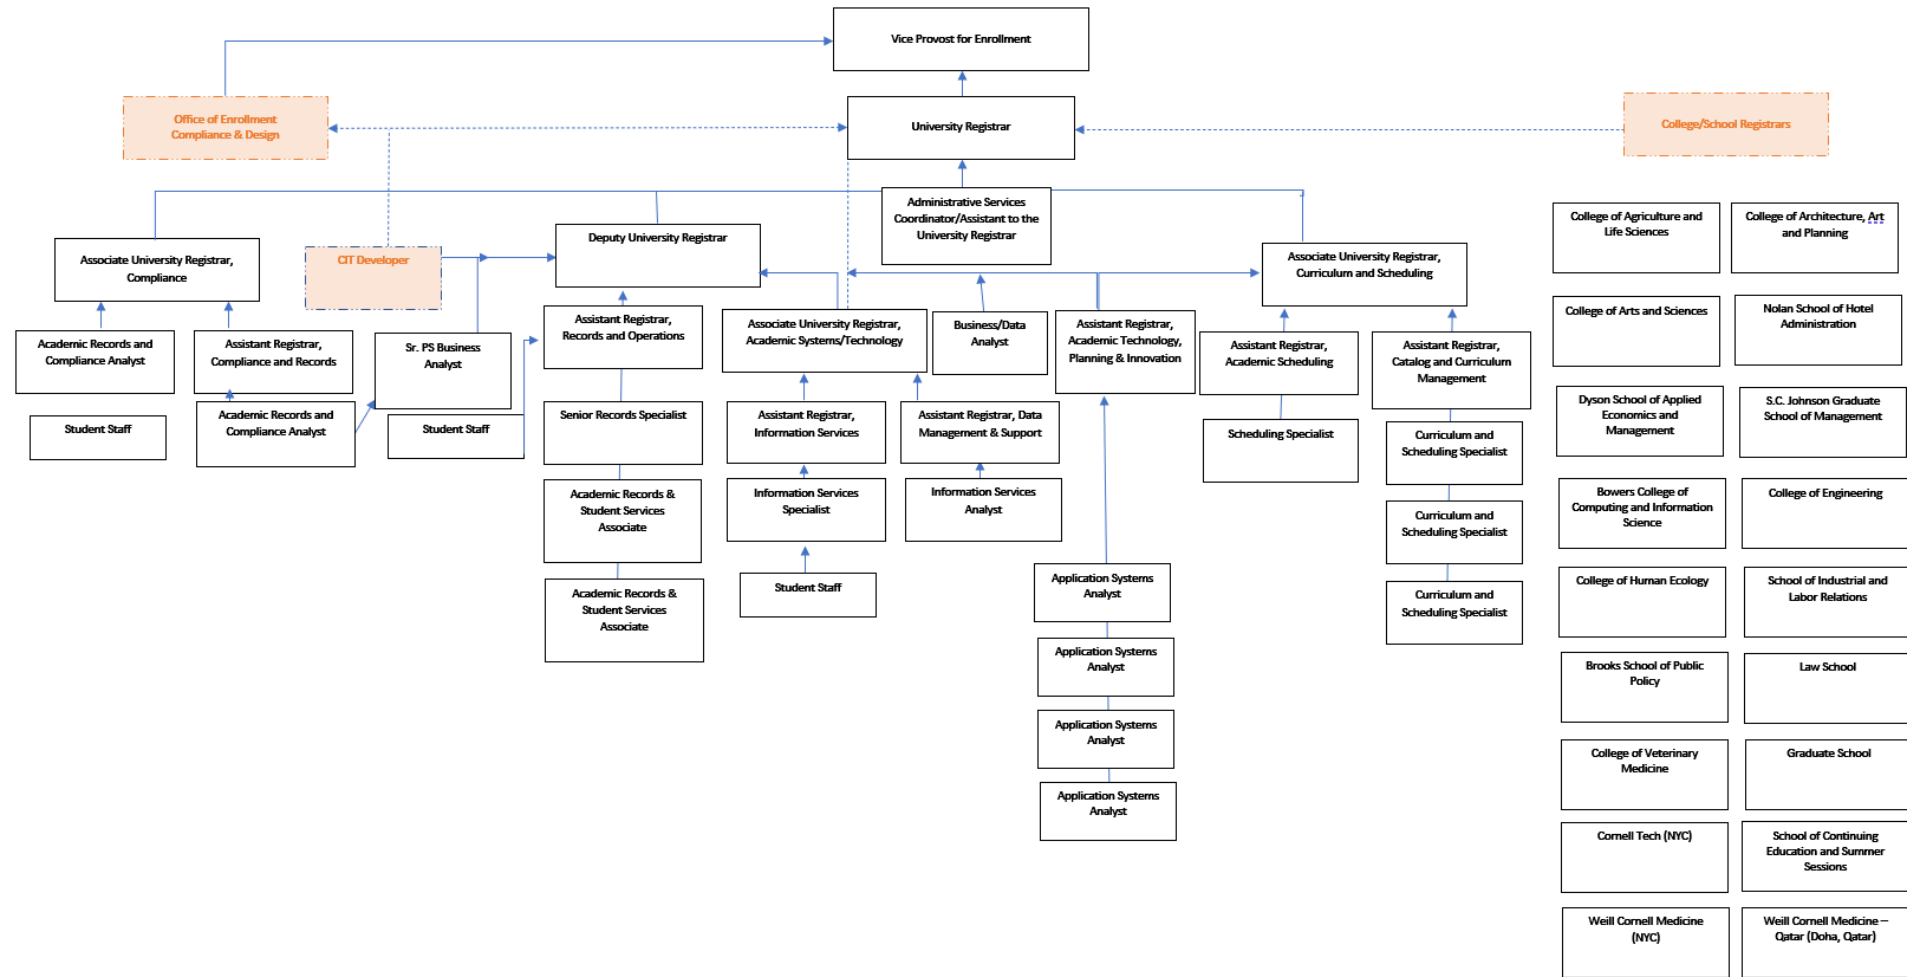 Vice Provost for Enrollment
Office of Enrollment
Compliance & Design
University Registrar
College/School Registrars
Administrative Services
Coordinator/Assistant to the
University Registrar
Associate University Registrar,
Compliance
CIT Developer
Deputy University Registrar
Associate University Registrar,
Curriculum and Scheduling
Academic Records and
Compliance Analyst
Assistant Registrar,
Compliance and Records
Sr. PS Business
Analyst
Assistant Registrar,
Records and Operations
Associate University Registrar,
Academic Systems/Technology
Business/Data
Analyst
Assistant Registrar,
Academic Technology,
Planning & Innovation
Assistant Registrar,
Academic Scheduling
Assistant Registrar,
Catalog and Curriculum
Management
Student Staff
Academic Records and
Compliance Analyst
Student Staff
Senior Records Specialist
Assistant Registrar,
Information Services
Assistant Registrar, Data
Management & Support
Scheduling Specialist
Curriculum and
Scheduling Specialist
Academic Records &
Student Services
Associate
Information Services
Specialist
Information Services
Analyst
Curriculum and
Scheduling Specialist
Academic Records &
Student Services
Associate
Student Staff
Application Systems
Analyst
Curriculum and
Scheduling Specialist
Application Systems
Analyst
Application Systems
Analyst
Application Systems
Analyst
College of Agriculture and
Life Sciences
College of Architecture, Art
and Planning
College of Arts and Sciences
Nolan School of Hotel
Administration
Dyson School of Applied
Economics and
Management
S.C. Johnson Graduate
School of Management
Bowers College of
Computing and Information
Science
College of Engineering
College of Human Ecology
School of Industrial and
Labor Relations
Brooks School of Public
Policy
Law School
College of Veterinary
Medicine
Graduate School
Cornell Tech (NYC)
School of Continuing
Education and Summer
Sessions
Weill Cornell Medicine
(NYC)
Weill Cornell Medicine –
Qatar (Doha, Qatar)